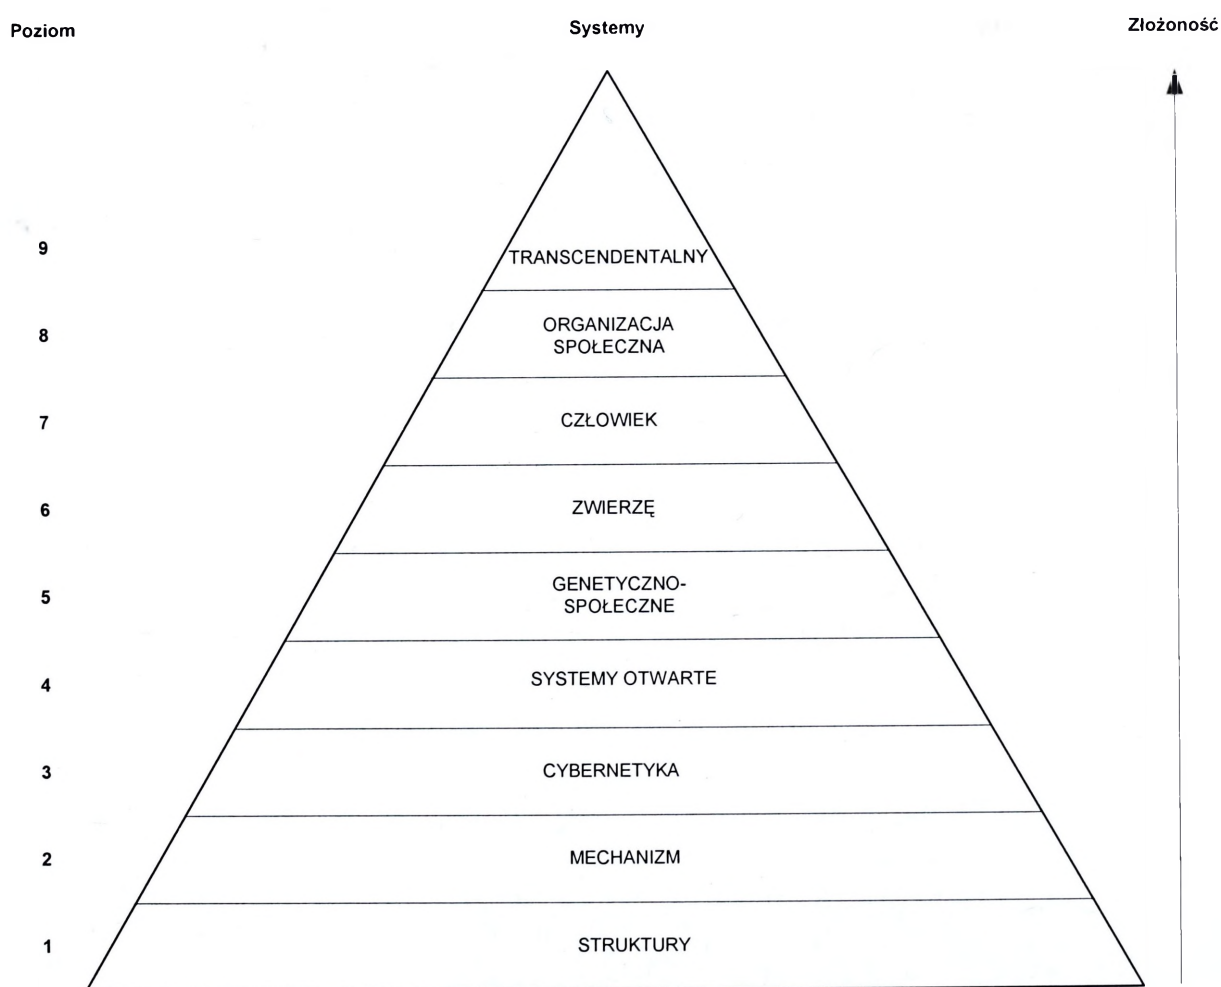 Poziom Systemy Złożoność
9 TRANSCENDENTALNY
8 ORGANIZACJA
SPOŁECZNA
7 CZŁOWIEK
6 ZWIERZĘ
5 GENETYCZNO-
SPOŁECZNE
4 SYSTEMY OTWARTE
3 CYBERNETYKA
2 MECHANIZM
1 STRUKTURY